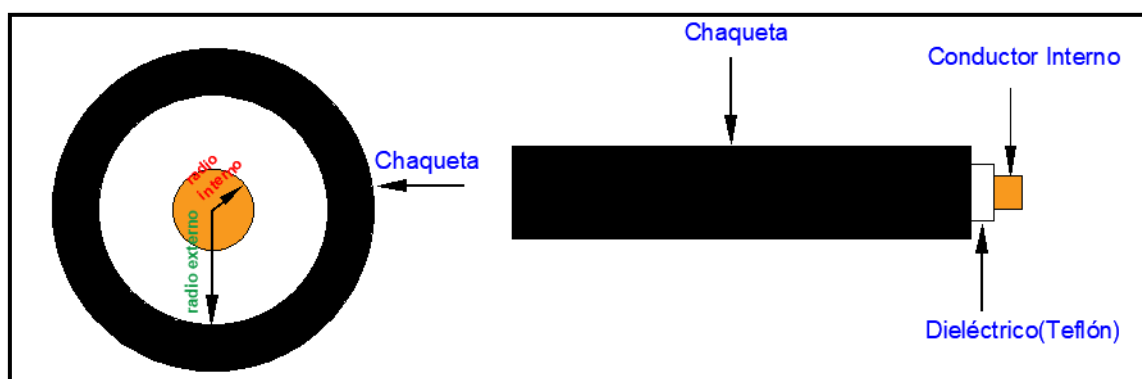 radio
interno
radio externo
Chaqueta
Chaqueta
Conductor Interno
Dieléctrico(Teflón)